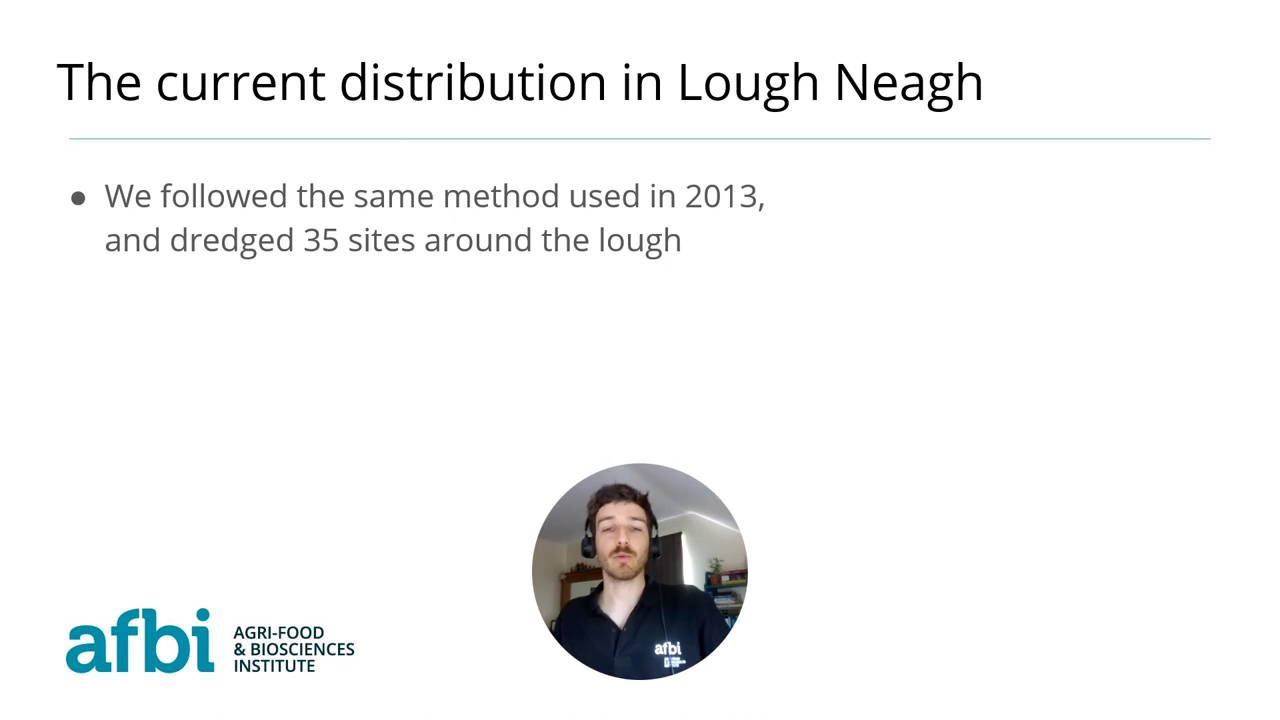 The current distribution in Lough Neagh
● We followed the same method used in 2013,
and dredged 35 sites around the lough
afbi
AGRI-FOOD
& BIOSCIENCES
INSTITUTE
afbi